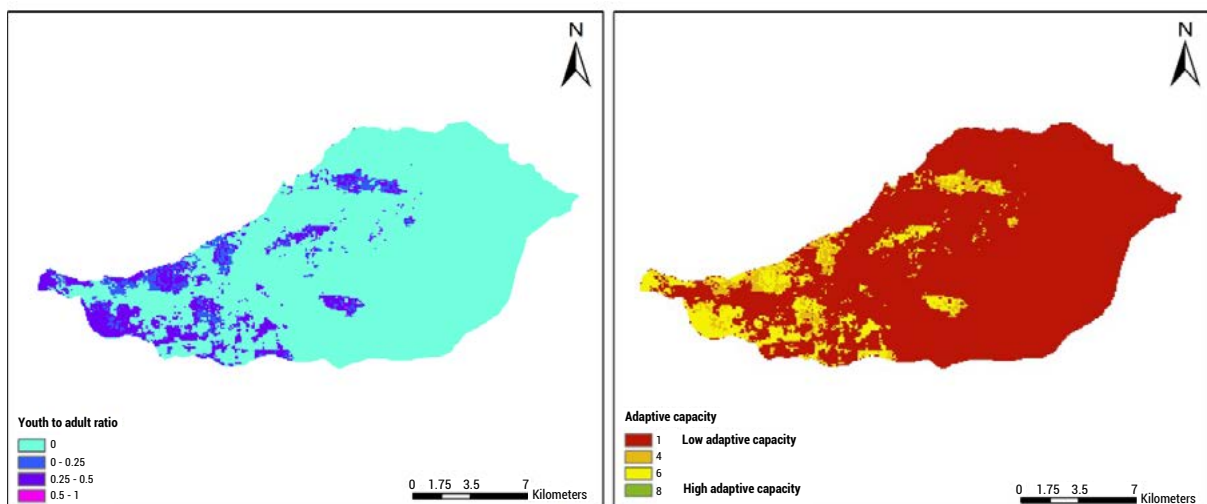 N
Youth to adult ratio
0
0 - 0.25
0.25 - 0.5
0.5 - 1
0 1.75 3.5 7
Kilometers
N
Adaptive capacity
1 Low adaptive capacity
4
6
8 High adaptive capacity
0 1.75 3.5 7
Kilometers